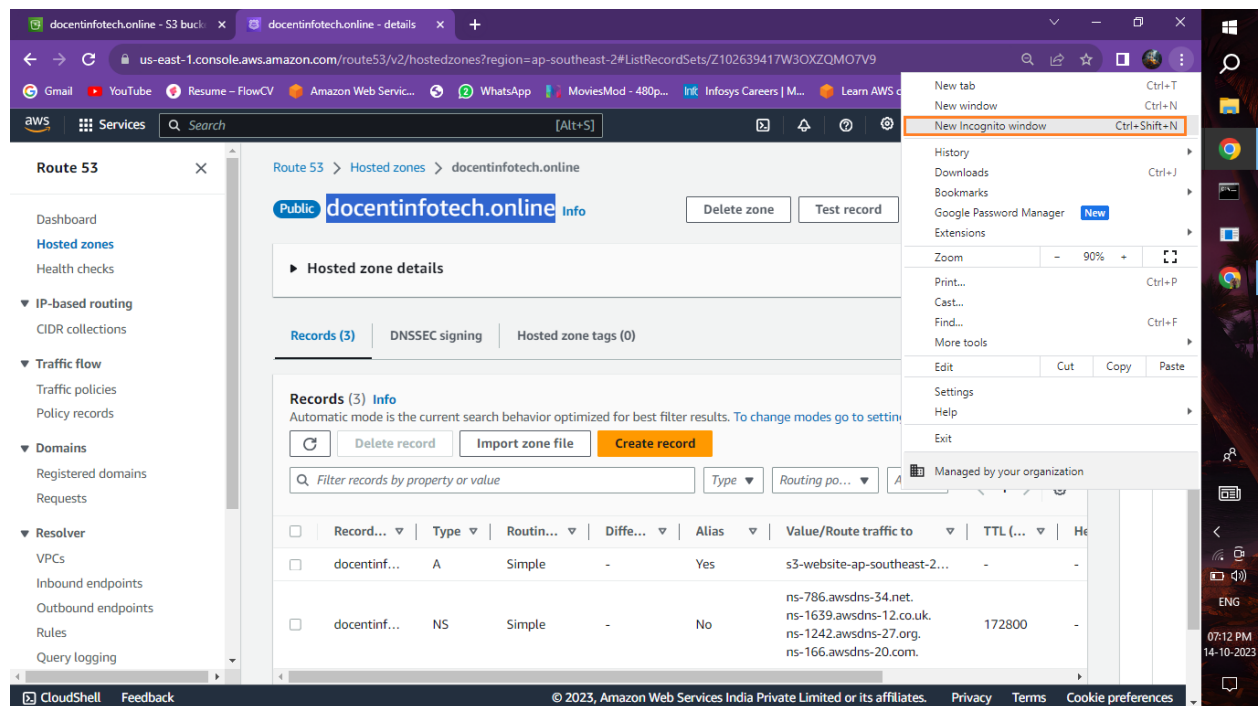 docentinfotech.online - S3 buck
docentinfotech.online - details
us-east-1.console.aws.amazon.com/route53/v2/hostedzones?region=ap-southeast-2#ListRecordSets/Z102639417W3OXZQMO7V9
Gmail YouTube Resume – FlowCV Amazon Web Servic... WhatsApp MoviesMod - 480p... Infosys Careers | M... Learn AWS c
New tab Ctrl+T
New window Ctrl+N
New Incognito window Ctrl+Shift+N
History
Downloads Ctrl+J
Bookmarks
Google Password Manager New
Extensions
Zoom - 90% +
Print... Ctrl+P
Cast...
Find... Ctrl+F
More tools
Edit Cut Copy Paste
Settings
Help
Exit
Managed by your organization
aws Services Search [Alt+S]
Route 53
Dashboard
Hosted zones
Health checks
IP-based routing
CIDR collections
Traffic flow
Traffic policies
Policy records
Domains
Registered domains
Requests
Resolver
VPCs
Inbound endpoints
Outbound endpoints
Rules
Query logging
Route 53 > Hosted zones > docentinfotech.online
Public docentinfotech.online Info
Delete zone Test record
Hosted zone details
Records (3) DNSSEC signing Hosted zone tags (0)
Records (3) Info
Automatic mode is the current search behavior optimized for best filter results. To change modes go to settin
Delete record Import zone file Create record
Filter records by property or value Type Routing po... A
Record... Type Routin... Diffe... Alias Value/Route traffic to TTL (... He
docentinf... A Simple - Yes s3-website-ap-southeast-2... - -
docentinf... NS Simple - No
ns-786.awsdns-34.net.
ns-1639.awsdns-12.co.uk.
ns-1242.awsdns-27.org.
ns-166.awsdns-20.com.
172800 -
CloudShell Feedback © 2023, Amazon Web Services India Private Limited or its affiliates. Privacy Terms Cookie preferences
ENG
07:12 PM
14-10-2023